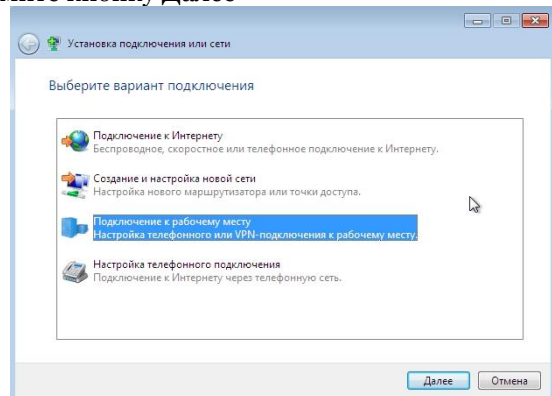 кнопку Далее
Установка подключения или сети
Выберите вариант подключения
Подключение к Интернету
Беспроводное, скоростное или телефонное подключение к Интернету.
Создание и настройка новой сети
Настройка нового маршрутизатора или точки доступа.
Подключение к рабочему месту
Настройка телефонного или VPN-подключения к рабочему месту.
Настройка телефонного подключения
Подключение к Интернету через телефонную сеть.
Далее
Отмена